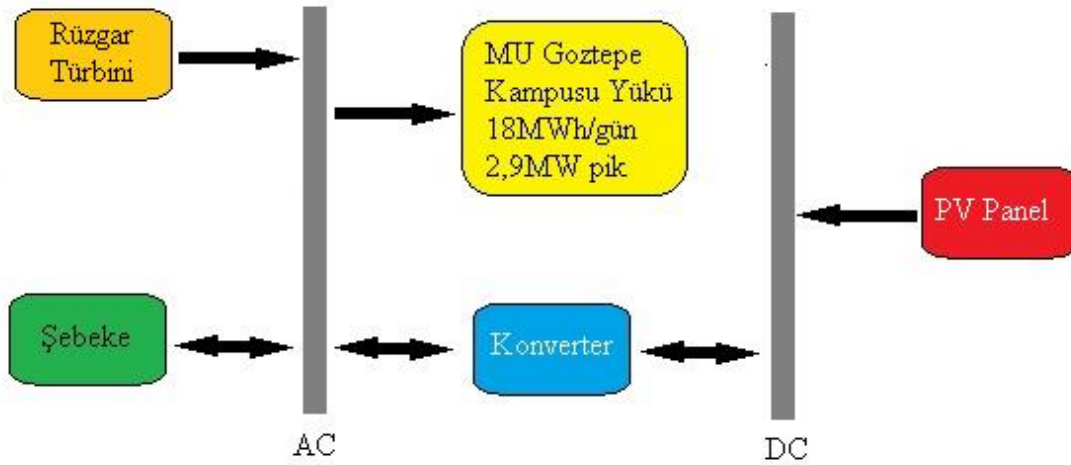 Rüzgar
Türbini
MU Goztepe
Kampusu Yükü
18MWh/gün
2,9MW pik
PV Panel
Şebeke
Konverter
AC
DC